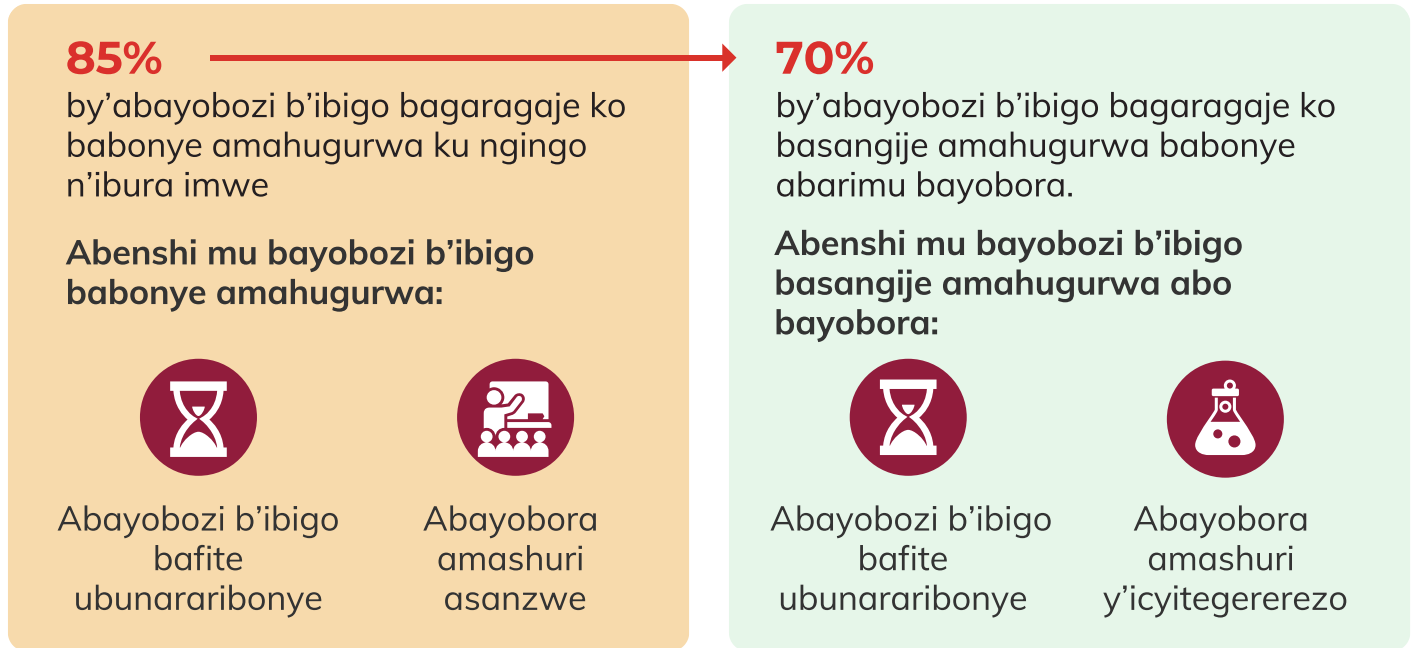 85%
by’abayobozi b’ibigo bagaragaje ko
babonye amahugurwa ku ngingo
n’ibura imwe
Abenshi mu bayobozi b’ibigo
babonye amahugurwa:
Abayobozi b’ibigo
bafite
ubunararibonye
Abayobora
amashuri
asanzwe
70%
by’abayobozi b’ibigo bagaragaje ko
basangije amahugurwa babonye
abarimu bayobora.
Abenshi mu bayobozi b’ibigo
basangije amahugurwa abo
bayobora:
Abayobozi b’ibigo
bafite
ubunararibonye
Abayobora
amashuri
y’icyitegererezo